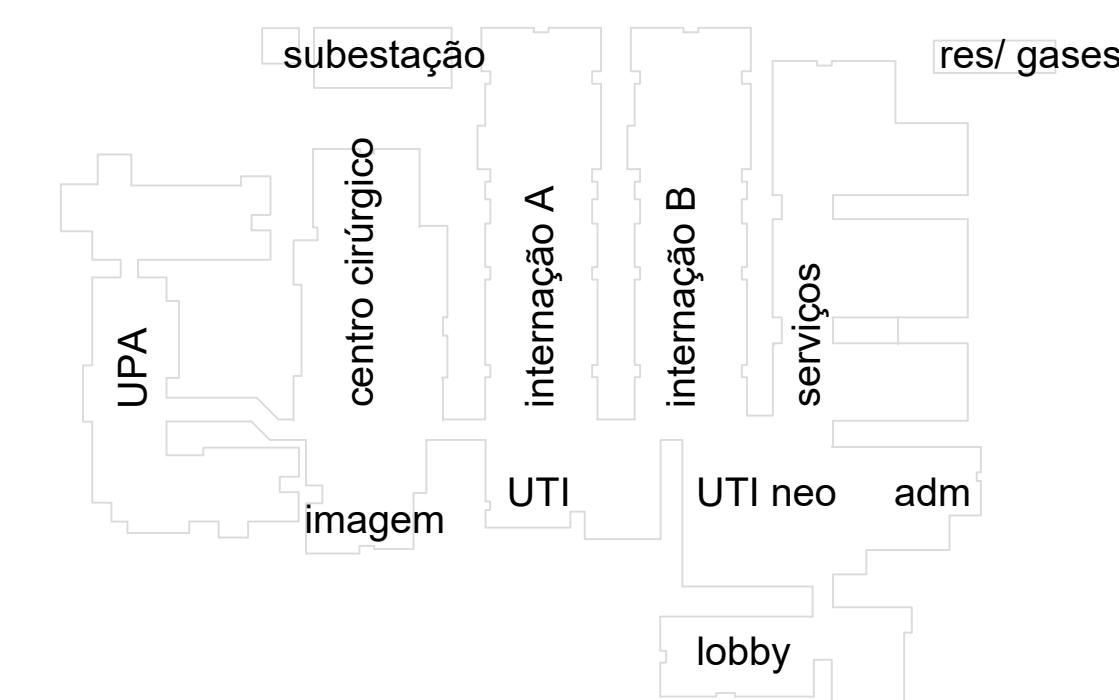 subestação
res/ gases
centro cirúrgico
internação A
internação B
serviços
UPA
UTI
UTI neo
adm
imagem
lobby